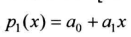 p₁(x) = a₀ + a₁x